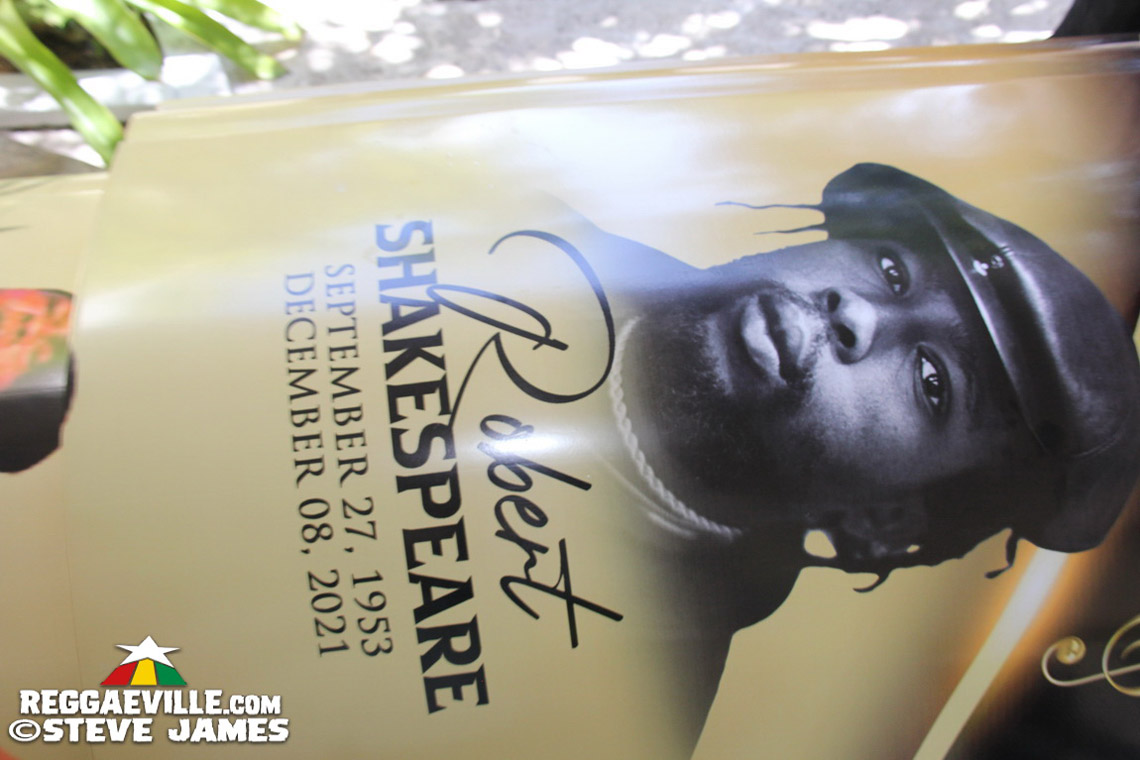 Robert
SHAKESPEARE
SEPTEMBER 27, 1953
DECEMBER 08, 2021
REGGAEVILLE.COM
©STEVE JAMES